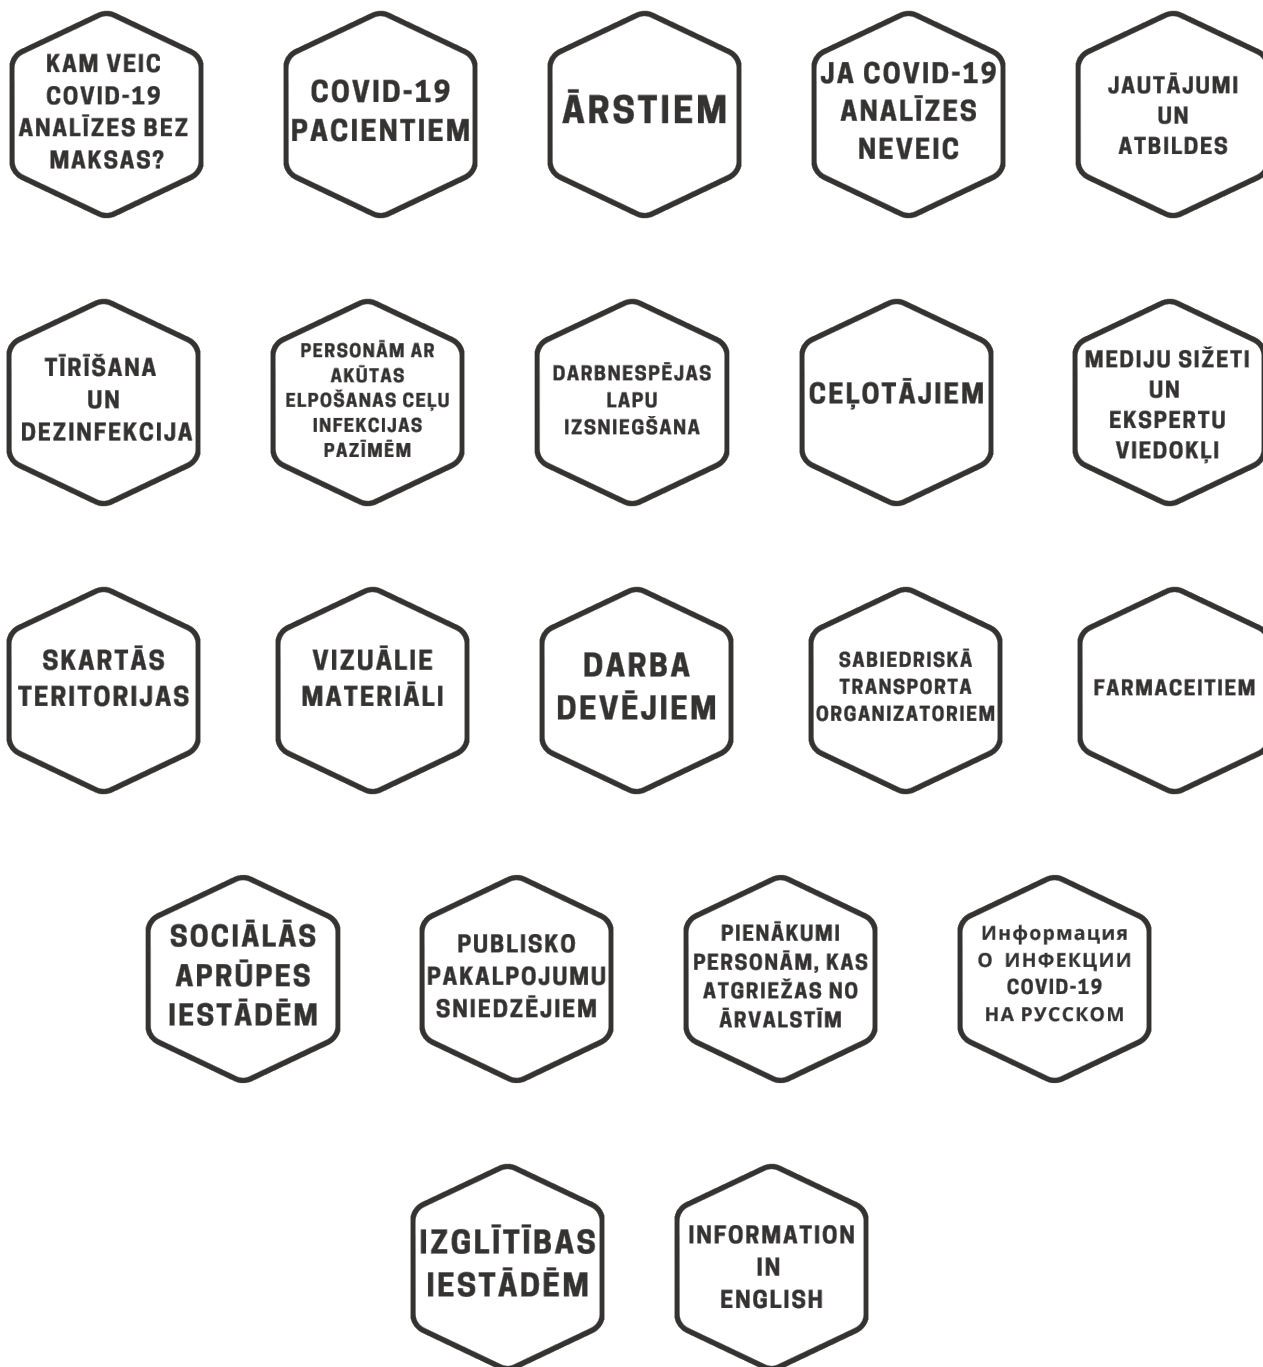 KAM VEIC
COVID-19
ANALĪZES BEZ
MAKSAS?
COVID-19
PACIENTIEM
ĀRSTIEM
JA COVID-19
ANALĪZES
NEVEIC
JAUTĀJUMI
UN
ATBILDES
TĪRĪŠANA
UN
DEZINFEKCIJA
PERSONĀM AR
AKŪTAS
ELPOŠANAS CEĻU
INFEKCIJAS
PAZĪMĒM
DARBNESPĒJAS
LAPU
IZSNIEGŠANA
CEĻOTĀJIEM
MEDIJU SIŽETI
UN
EKSPERTU
VIEDOKĻI
SKARTĀS
TERITORIJAS
VIZUĀLIE
MATERIĀLI
DARBA
DEVĒJIEM
SABIEDRISKĀ
TRANSPORTA
ORGANIZATORIEM
FARMACEITIEM
SOCIĀLĀS
APRŪPES
IESTĀDĒM
PUBLISKO
PAKALPOJUMU
SNIEDZĒJIEM
PIENĀKUMI
PERSONĀM, KAS
ATGRIEŽAS NO
ĀRVALSTĪM
Информация
О ИНФЕКЦИИ
COVID-19
НА РУССКОМ
IZGLĪTĪBAS
IESTĀDĒM
INFORMATION
IN
ENGLISH